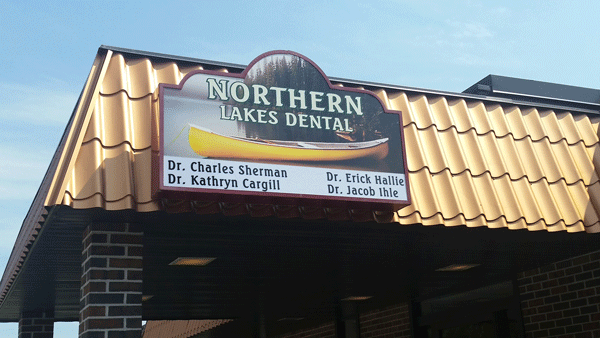 NORTHERN
LAKES DENTAL
Dr. Charles Sherman
Dr. Kathryn Cargill
Dr. Erick Hallie
Dr. Jacob Ihle